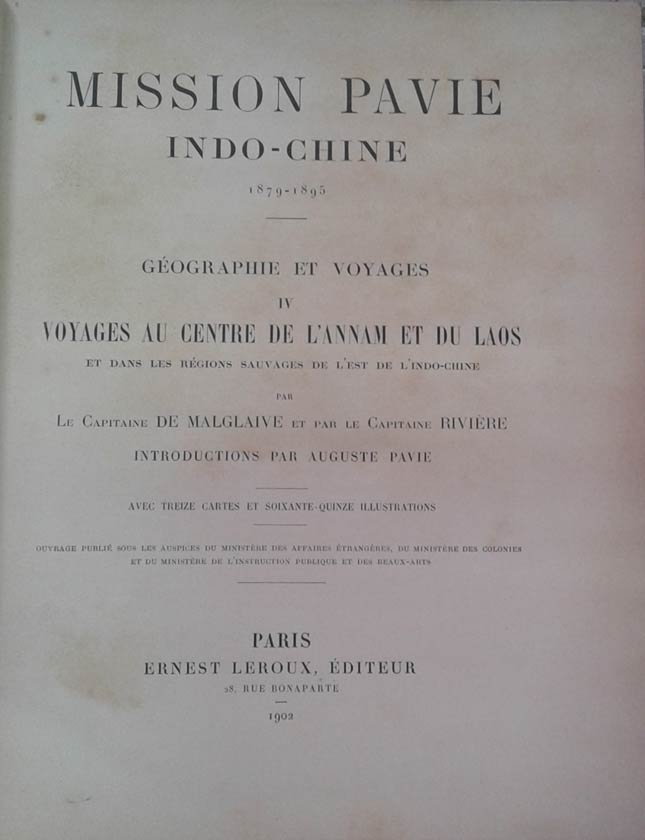 MISSION PAVIE
INDO-CHINE
1879-1895
GÉOGRAPHIE ET VOYAGES
IV
VOYAGES AU CENTRE DE L'ANNAM ET DU LAOS
ET DANS LES RÉGIONS SAUVAGES DE L'EST DE L'INDO-CHINE
PAR
LE CAPITAINE DE MALGLAIVE ET PAR LE CAPITAINE RIVIÈRE
INTRODUCTIONS PAR AUGUSTE PAVIE
AVEC TREIZE CARTES ET SOIXANTE-QUINZE ILLUSTRATIONS
OUVRAGE PUBLIÉ SOUS LES AUSPICES DU MINISTÈRE DES AFFAIRES ÉTRANGÈRES, DU MINISTÈRE DES COLONIES
ET DU MINISTÈRE DE L'INSTRUCTION PUBLIQUE ET DES BEAUX-ARTS
PARIS
ERNEST LEROUX, ÉDITEUR
28, RUE BONAPARTE
1902